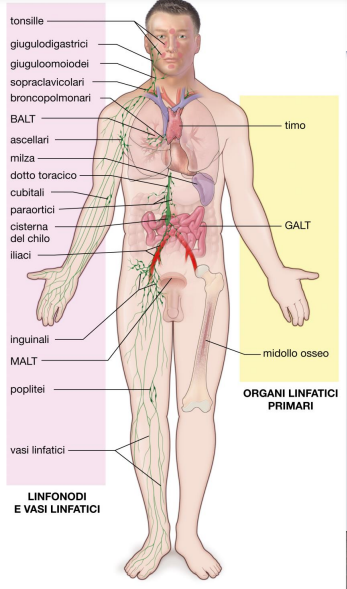 tonsille
giugulodigastrici
giuguloomoiodei
sopraclavicolari
broncopolmonari
BALT
ascellari
milza
dotto toracico
cubitali
paraortici
cisterna
del chilo
iliaci
inguinali
MALT
poplitei
vasi linfatici
LINFONODI
E VASI LINFATICI
timo
GALT
midollo osseo
ORGANI LINFATICI
PRIMARI